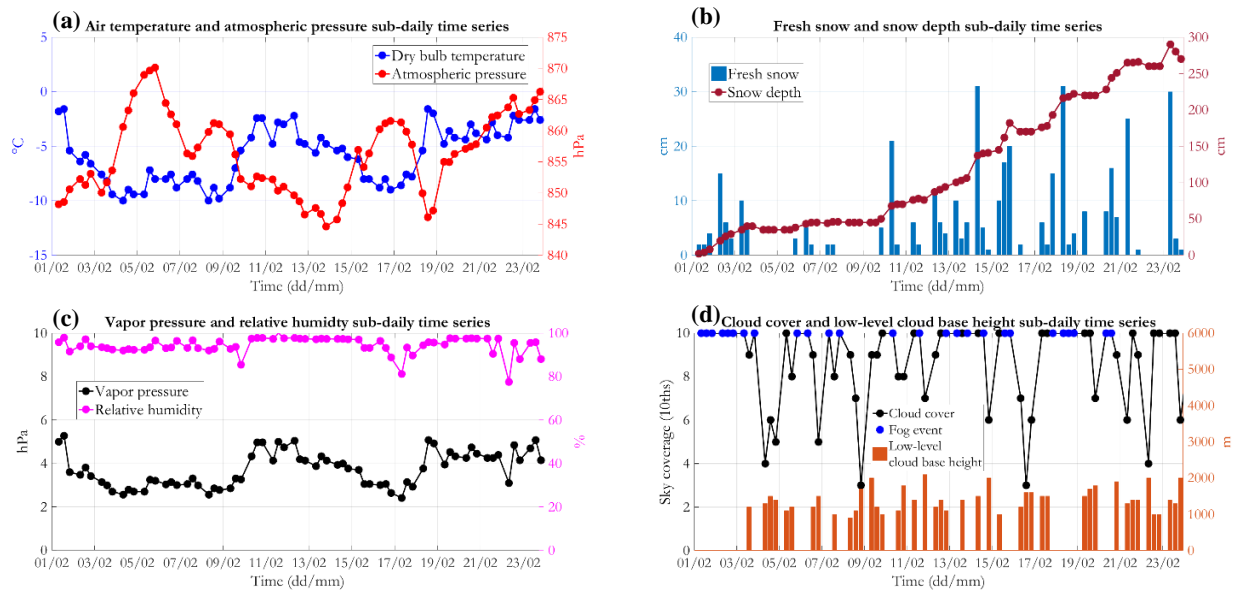 (a)
Air temperature and atmospheric pressure sub-daily time series
5
0
-5
-10
-15
°C
875
870
865
860
855
850
845
840
hPa
Dry bulb temperature
Atmospheric pressure
01/02 03/02 05/02 07/02 09/02 11/02 13/02 15/02 17/02 19/02 21/02 23/02
Time (dd/mm)
(b)
Fresh snow and snow depth sub-daily time series
40
30
20
10
0
cm
300
250
200
150
100
50
0
cm
Fresh snow
Snow depth
01/02 03/02 05/02 07/02 09/02 11/02 13/02 15/02 17/02 19/02 21/02 23/02
Time (dd/mm)
(c)
Vapor pressure and relative humidty sub-daily time series
10
8
6
4
2
0
hPa
100
80
60
40
20
0
%
Vapor pressure
Relative humidity
01/02 03/02 05/02 07/02 09/02 11/02 13/02 15/02 17/02 19/02 21/02 23/02
Time (dd/mm)
(d)
Cloud cover and low-level cloud base height sub-daily time series
10
8
6
4
2
0
Sky coverage (10ths)
6000
5000
4000
3000
2000
1000
0
m
Cloud cover
Fog event
Low-level
cloud base height
01/02 03/02 05/02 07/02 09/02 11/02 13/02 15/02 17/02 19/02 21/02 23/02
Time (dd/mm)